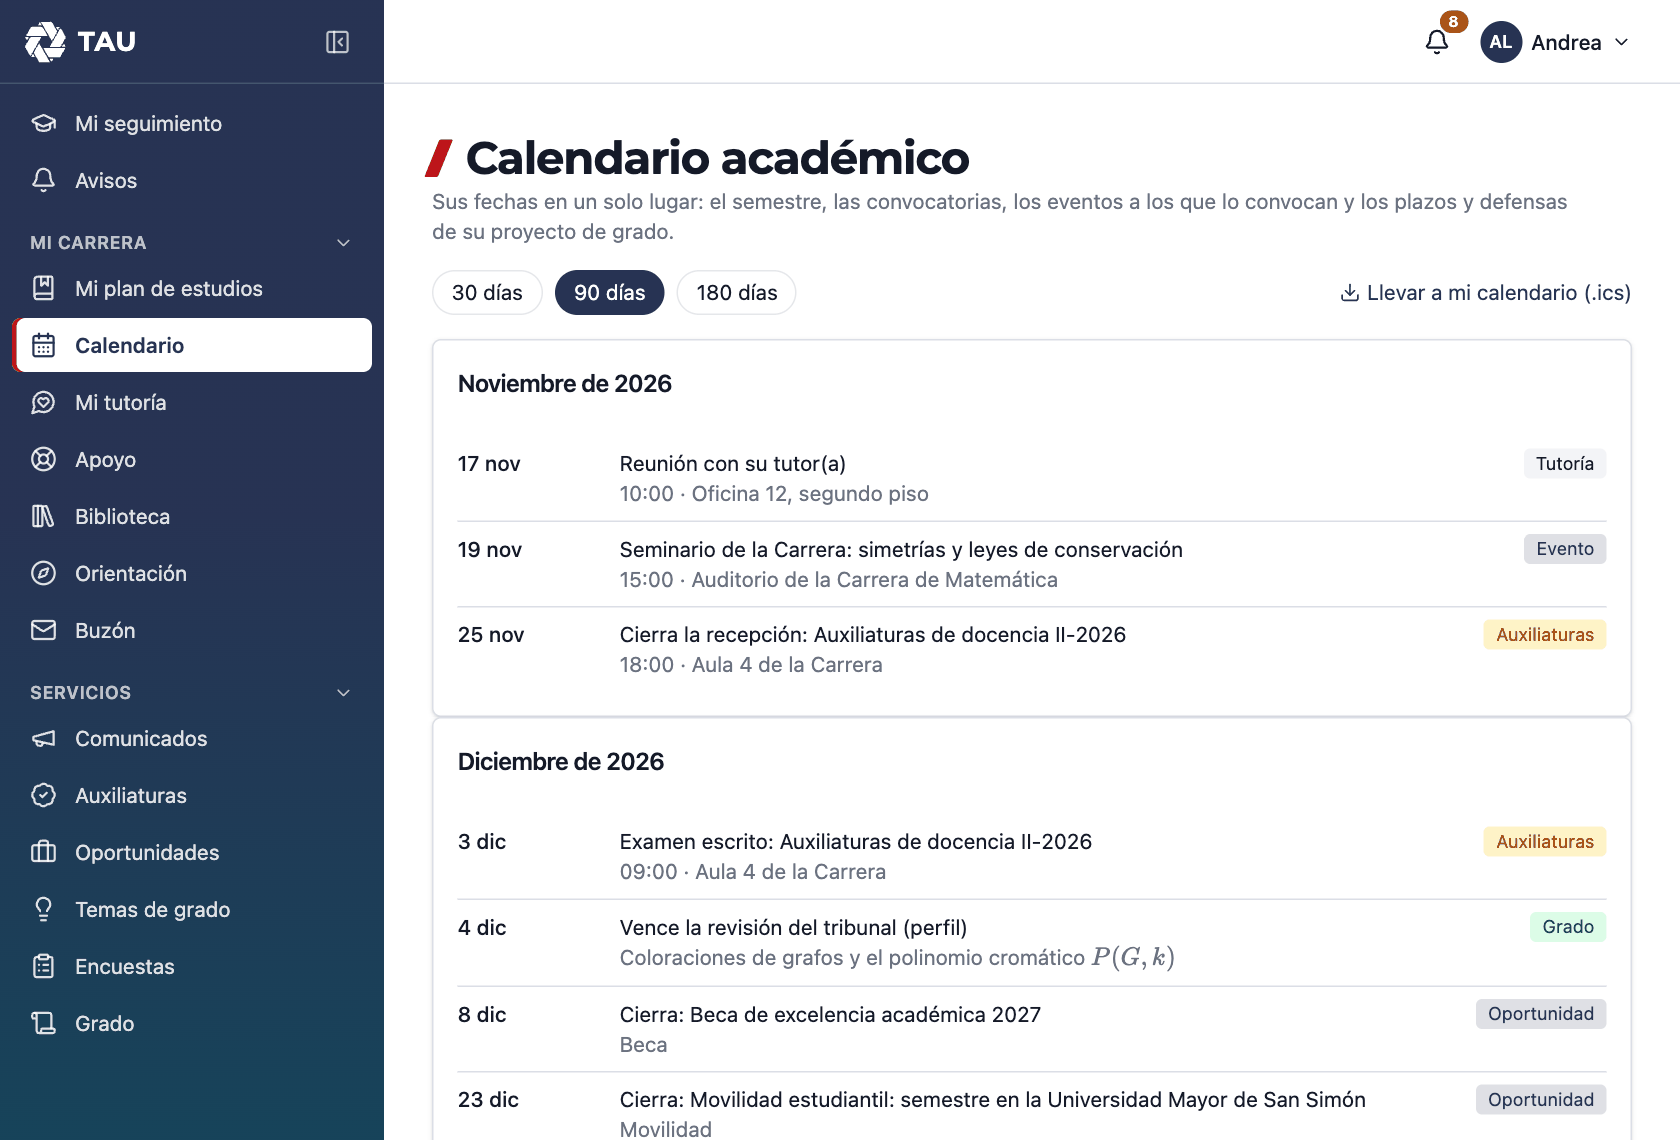 TAU
8
AL
Andrea
Mi seguimiento
Avisos
MI CARRERA
Mi plan de estudios
Calendario
Mi tutoría
Apoyo
Biblioteca
Orientación
Buzón
SERVICIOS
Comunicados
Auxiliaturas
Oportunidades
Temas de grado
Encuestas
Grado
Calendario académico
Sus fechas en un solo lugar: el semestre, las convocatorias, los eventos a los que lo convocan y los plazos y defensas
de su proyecto de grado.
30 días
90 días
180 días
Llevar a mi calendario (.ics)
Noviembre de 2026
17 nov
Reunión con su tutor(a)
Tutoría
10:00 · Oficina 12, segundo piso
19 nov
Seminario de la Carrera: simetrías y leyes de conservación
Evento
15:00 · Auditorio de la Carrera de Matemática
25 nov
Cierra la recepción: Auxiliaturas de docencia II-2026
Auxiliaturas
18:00 · Aula 4 de la Carrera
Diciembre de 2026
3 dic
Examen escrito: Auxiliaturas de docencia II-2026
Auxiliaturas
09:00 · Aula 4 de la Carrera
4 dic
Vence la revisión del tribunal (perfil)
Grado
Coloraciones de grafos y el polinomio cromático P(G, k)
8 dic
Cierra: Beca de excelencia académica 2027
Oportunidad
Beca
23 dic
Cierra: Movilidad estudiantil: semestre en la Universidad Mayor de San Simón
Oportunidad
Movilidad